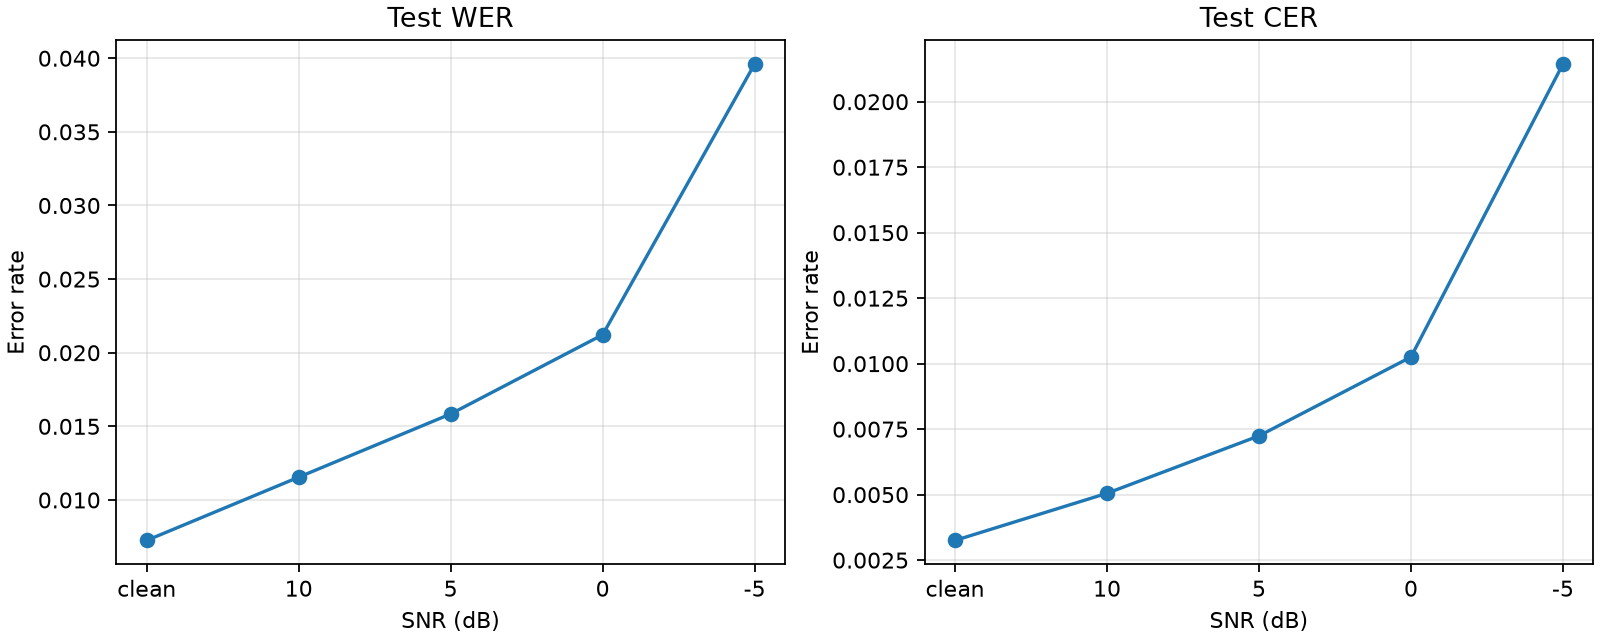 Test WER
Error rate
0.040
0.035
0.030
0.025
0.020
0.015
0.010
clean 10 5 0 -5
SNR (dB)
Test CER
Error rate
0.0200
0.0175
0.0150
0.0125
0.0100
0.0075
0.0050
0.0025
clean 10 5 0 -5
SNR (dB)